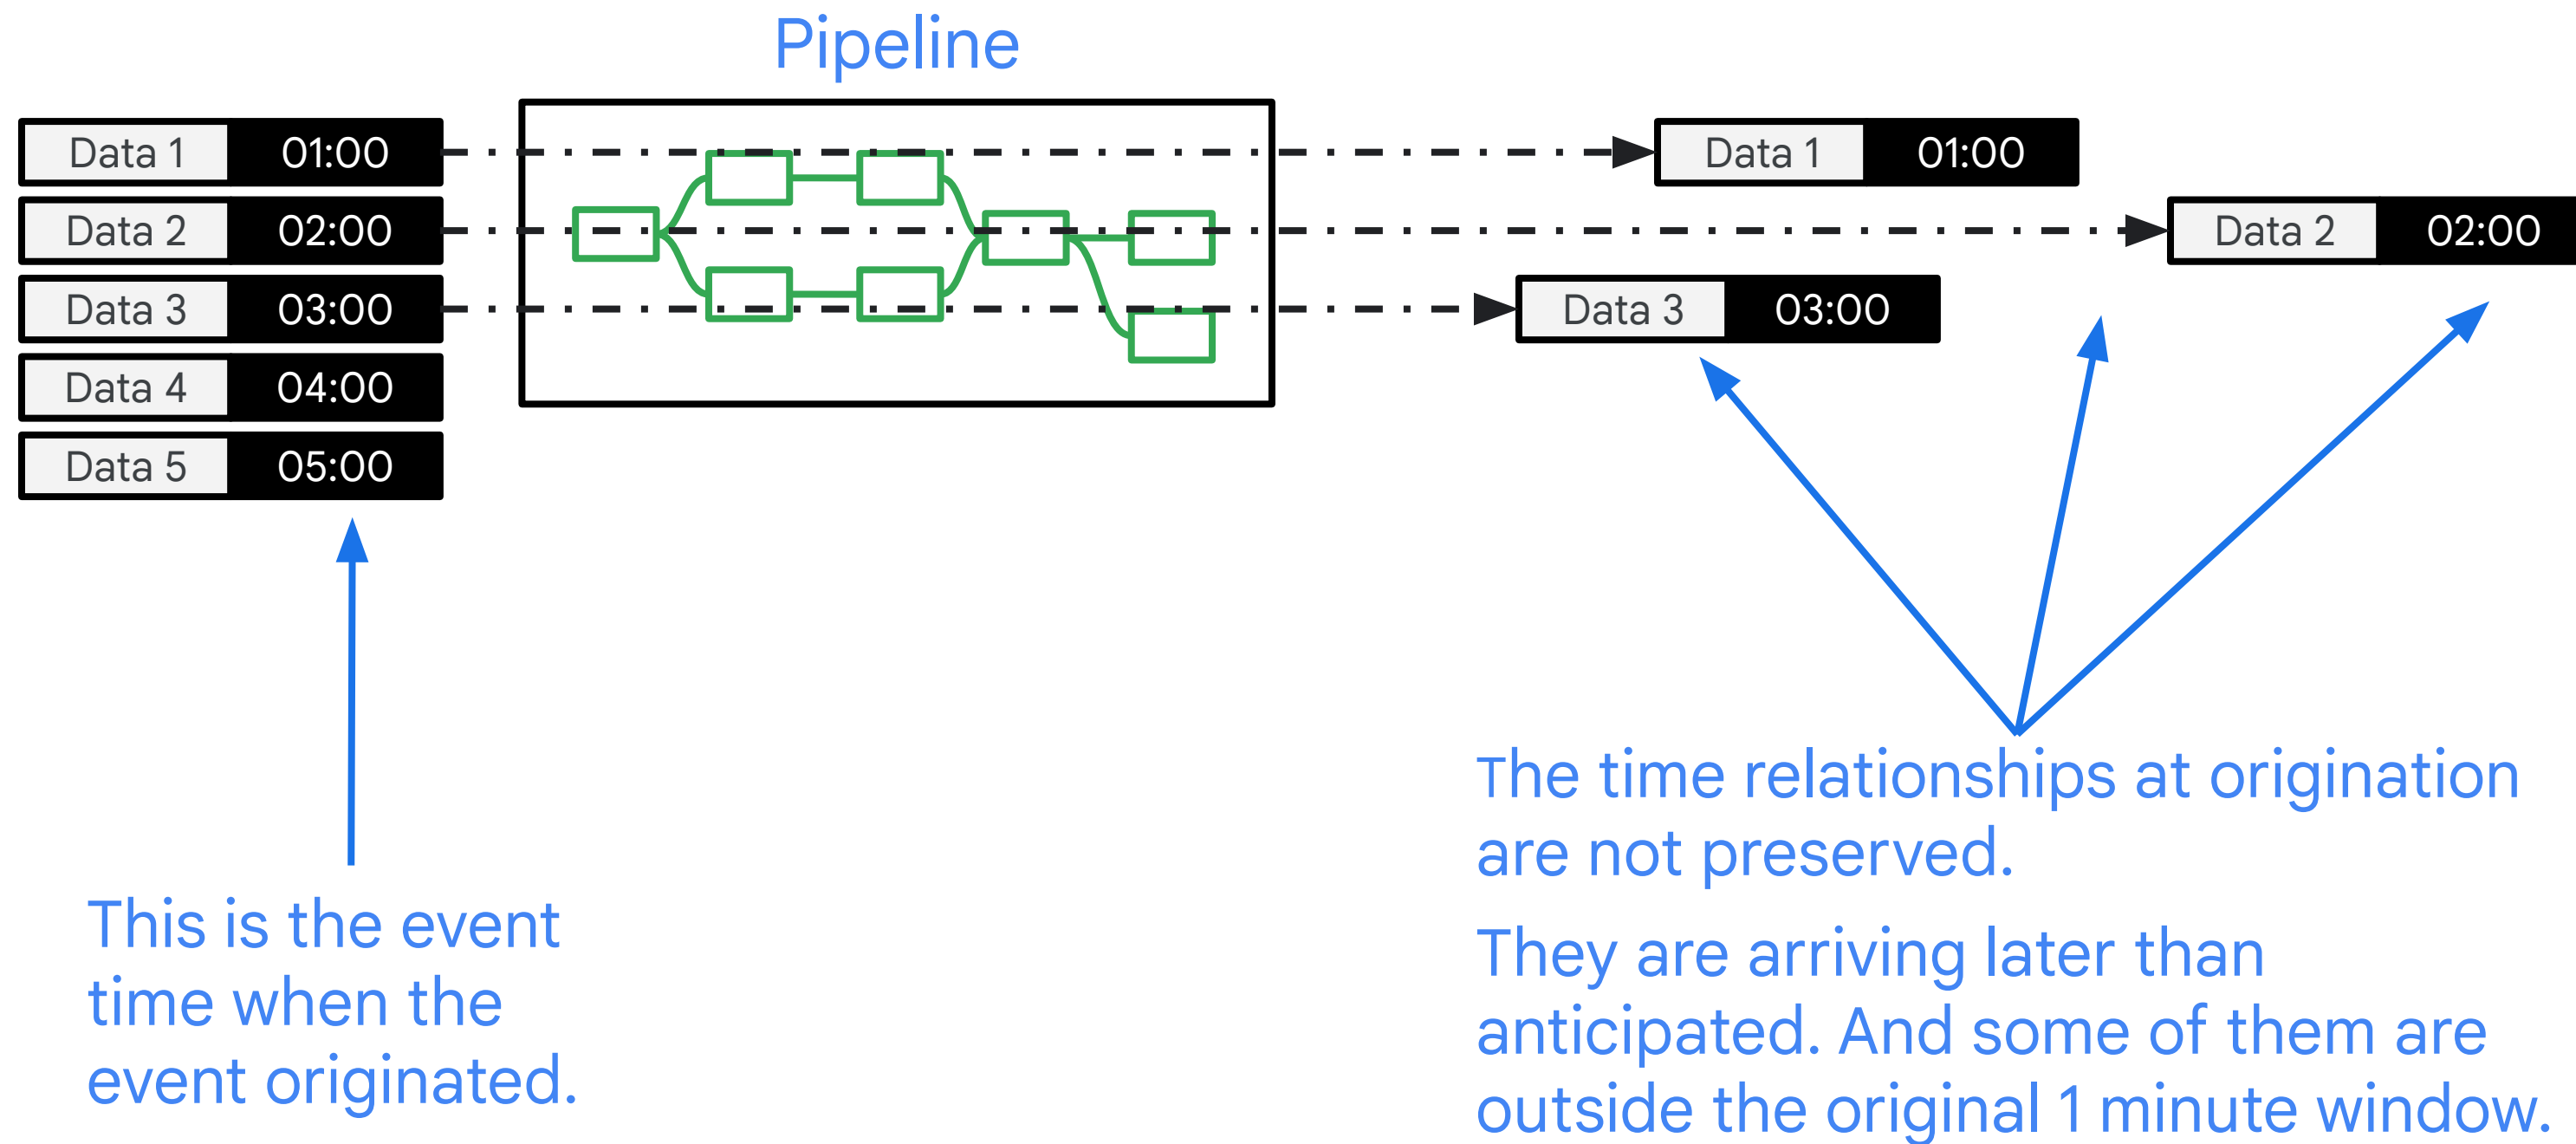 Pipeline
Data 1 01:00
Data 2 02:00
Data 3 03:00
Data 4 04:00
Data 5 05:00
Data 1 01:00
Data 2 02:00
Data 3 03:00
This is the event
time when the
event originated.
The time relationships at origination
are not preserved.
They are arriving later than
anticipated. And some of them are
outside the original 1 minute window.